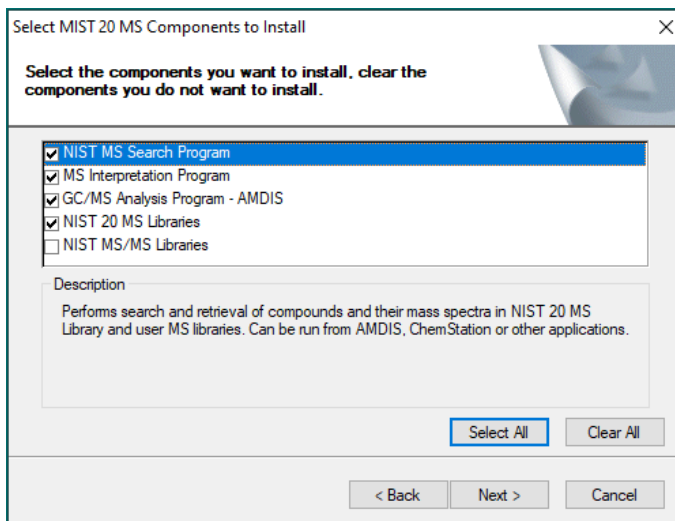 Select MIST 20 MS Components to Install
Select the components you want to install, clear the
components you do not want to install.
NIST MS Search Program
MS Interpretation Program
GC/MS Analysis Program - AMDIS
NIST 20 MS Libraries
NIST MS/MS Libraries
Description
Performs search and retrieval of compounds and their mass spectra in NIST 20 MS
Library and user MS libraries. Can be run from AMDIS, ChemStation or other applications.
Select All
Clear All
< Back
Next >
Cancel